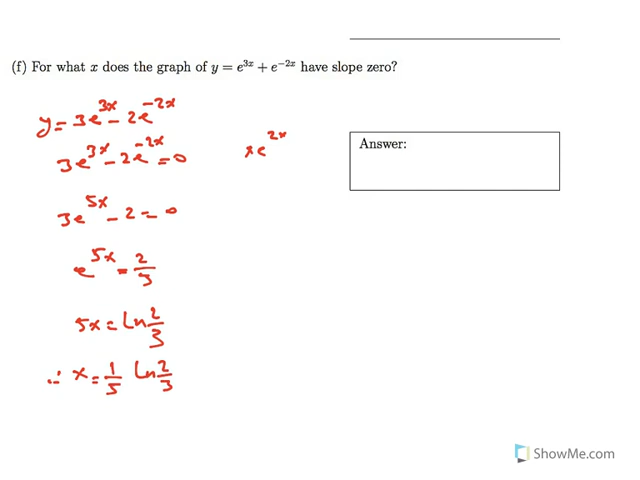 (f) For what x does the graph of y = e^{3x} + e^{-2x} have slope zero?
y = 3e^{3x} - 2e^{-2x}
3e^{3x} - 2e^{-2x} = 0
× e^{2x}
Answer:
3e^{5x} - 2 = 0
e^{5x} = 2/3
5x = ln 2/3
∴ x = 1/5 ln 2/3
ShowMe.com